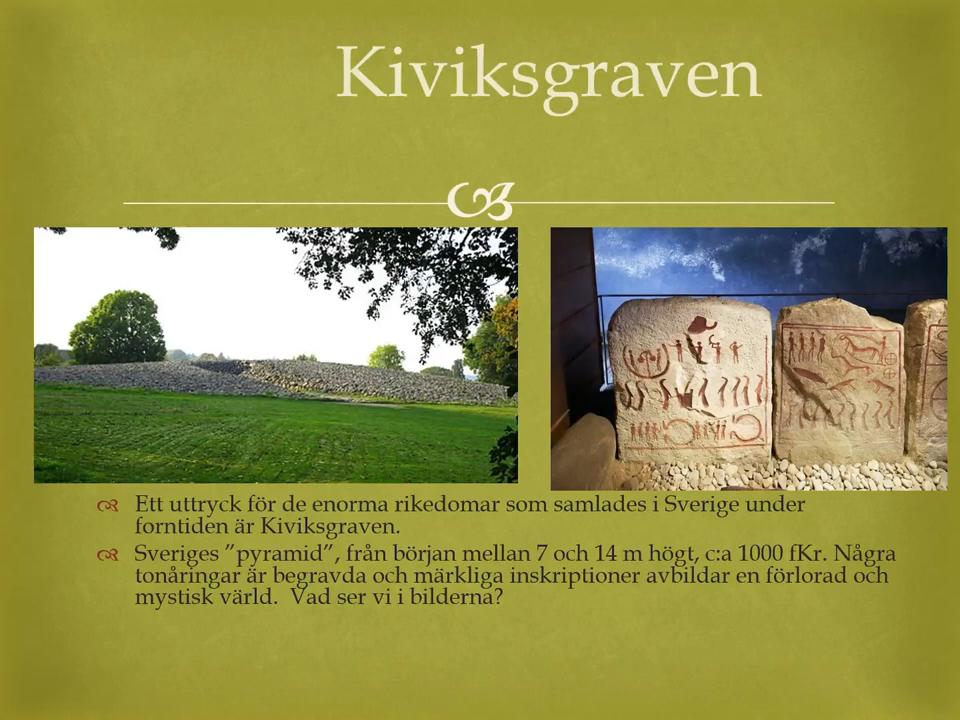 Kiviksgraven
Ett uttryck för de enorma rikedomar som samlades i Sverige under
forntiden är Kiviksgraven.
Sveriges ”pyramid”, från början mellan 7 och 14 m högt, c:a 1000 fKr. Några
tonåringar är begravda och märkliga inskriptioner avbildar en förlorad och
mystisk värld.  Vad ser vi i bilderna?